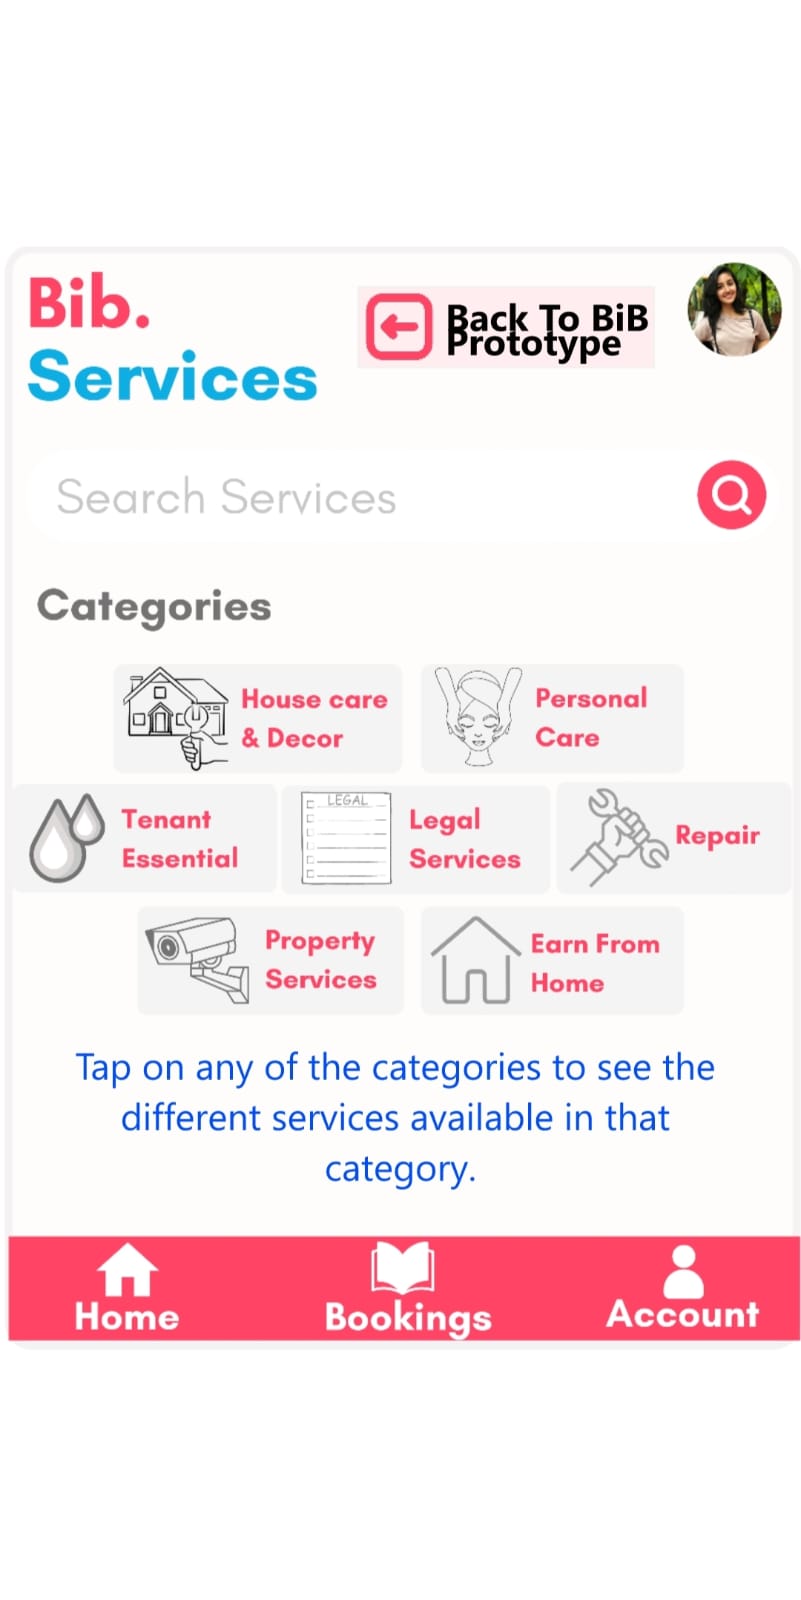 Bib.
Services
Back To BiB
Prototype
Search Services
Categories
House care
& Decor
Personal
Care
Tenant
Essential
LEGAL
Legal
Services
Repair
Property
Services
Earn From
Home
Tap on any of the categories to see the
different services available in that
category.
Home
Bookings
Account